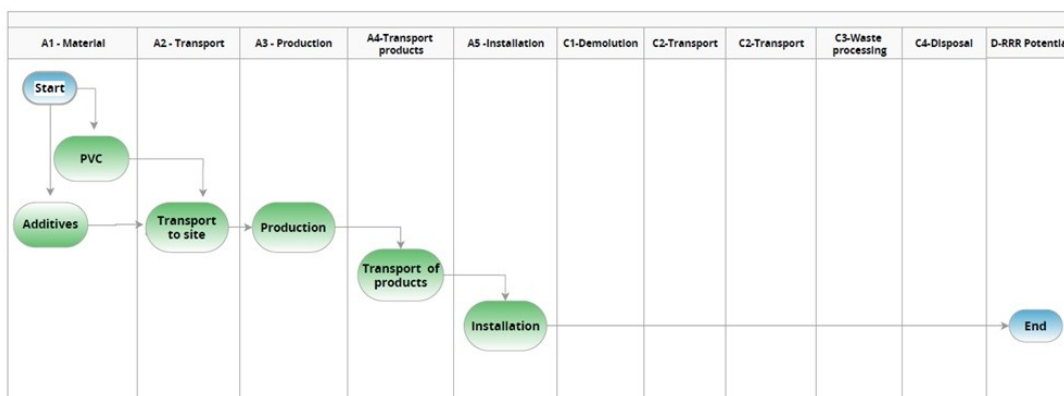 A1 - Material
A2 - Transport
A3 - Production
A4-Transport
products
A5 -Installation
C1-Demolution
C2-Transport
C2-Transport
C3-Waste
processing
C4-Disposal
D-RRR Potentia
Start
PVC
Additives
Transport
to site
Production
Transport of
products
Installation
End